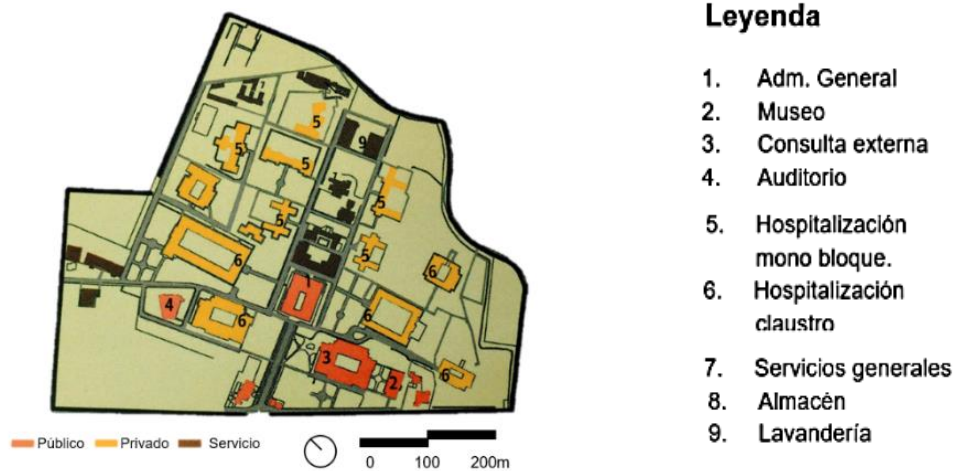 Leyenda
1. Adm. General
2. Museo
3. Consulta externa
4. Auditorio
5. Hospitalización
mono bloque.
6. Hospitalización
claustro
7. Servicios generales
8. Almacén
9. Lavandería
5
9
5
5
5
5
6
5
6
1
4
6
6
3
2
6
Público Privado Servicio
0 100 200m